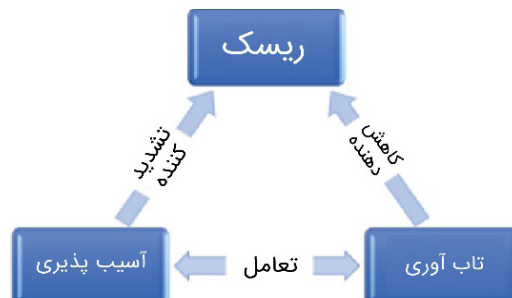 ریسک
تشدید
کننده
کاهش
دهنده
تاب آوری
تعامل
آسیب پذیری